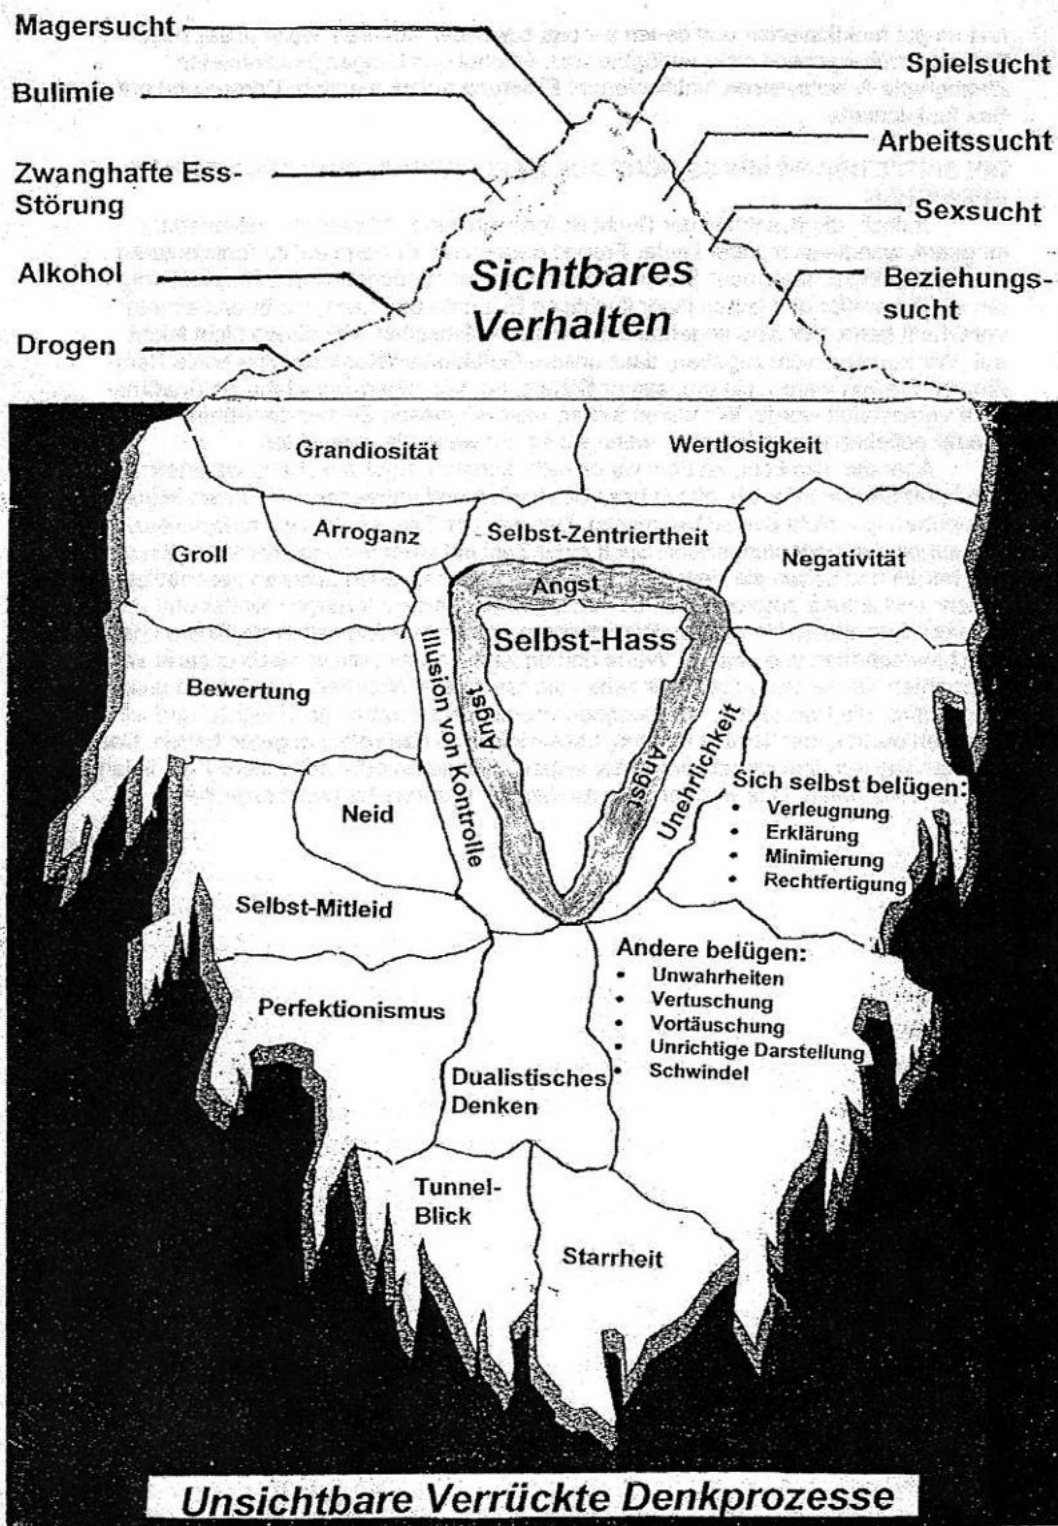 Magersucht
Spielsucht
Bulimie
Arbeitssucht
Zwanghafte Ess-
Störung
Sexsucht
Alkohol
Beziehungs-
sucht
Drogen
Sichtbares
Verhalten
Grandiosität
Wertlosigkeit
Arroganz
Selbst-Zentriertheit
Groll
Negativität
Angst
Selbst-Hass
Illusion von Kontrolle
Angst
Angst
Unehrlichkeit
Bewertung
Neid
Sich selbst belügen:
• Verleugnung
• Erklärung
• Minimierung
• Rechtfertigung
Selbst-Mitleid
Andere belügen:
• Unwahrheiten
• Vertuschung
• Vortäuschung
• Unrichtige Darstellung
• Schwindel
Perfektionismus
Dualistisches
Denken
Tunnel-
Blick
Starrheit
Unsichtbare Verrückte Denkprozesse